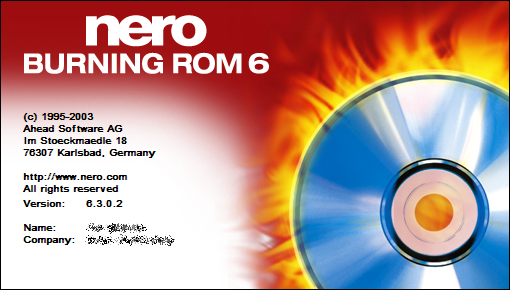 nero
BURNING ROM 6
(c) 1995-2003
Ahead Software AG
Im Stoeckmaedle 18
76307 Karlsbad, Germany
http://www.nero.com
All rights reserved
Version: 6.3.0.2
Name:
Company: